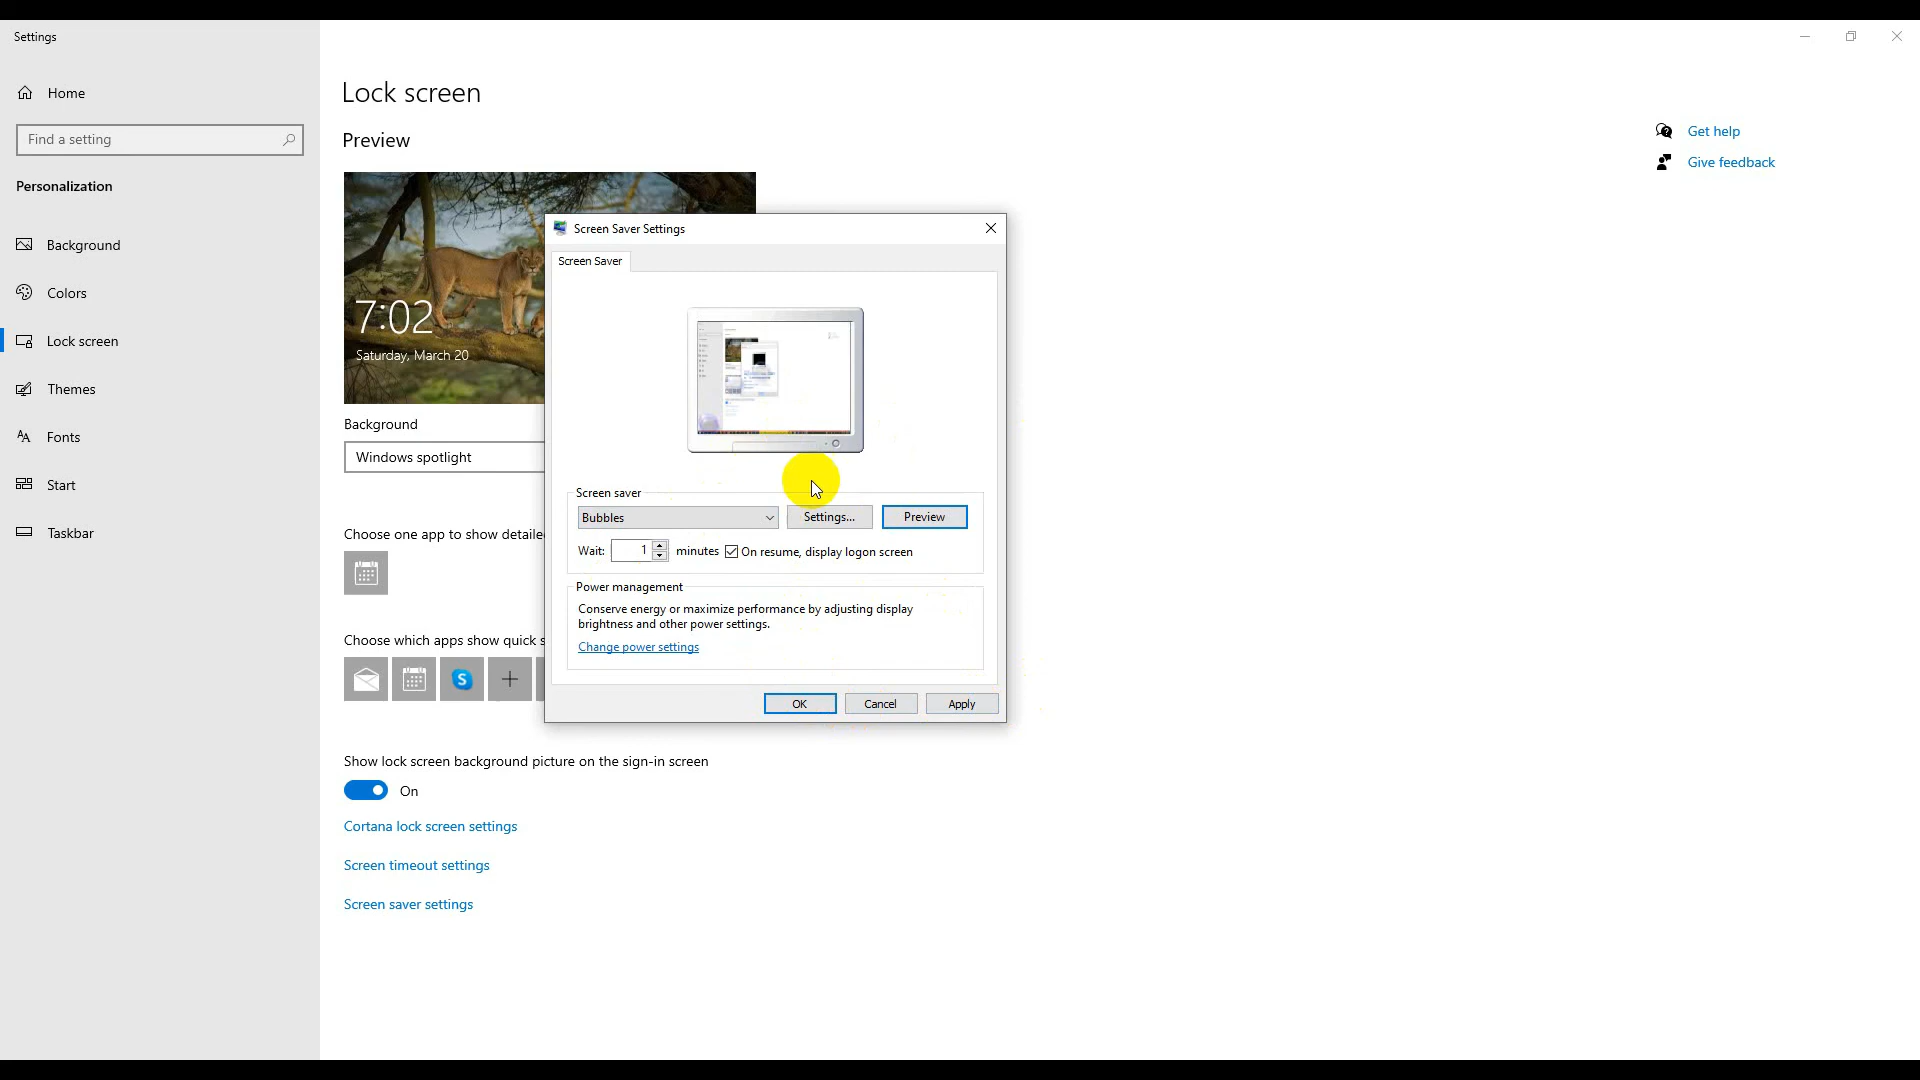 Settings
Home
Find a setting
Personalization
Background
Colors
Lock screen
Themes
Fonts
Start
Taskbar
Lock screen
Preview
7:02
Saturday, March 20
Background
Windows spotlight
Choose one app to show detaile
Choose which apps show quick s
Show lock screen background picture on the sign-in screen
On
Cortana lock screen settings
Screen timeout settings
Screen saver settings
Screen Saver Settings
Screen Saver
Screen saver
Bubbles
Settings...
Preview
Wait: 1 minutes On resume, display logon screen
Power management
Conserve energy or maximize performance by adjusting display
brightness and other power settings.
Change power settings
OK
Cancel
Apply
Get help
Give feedback